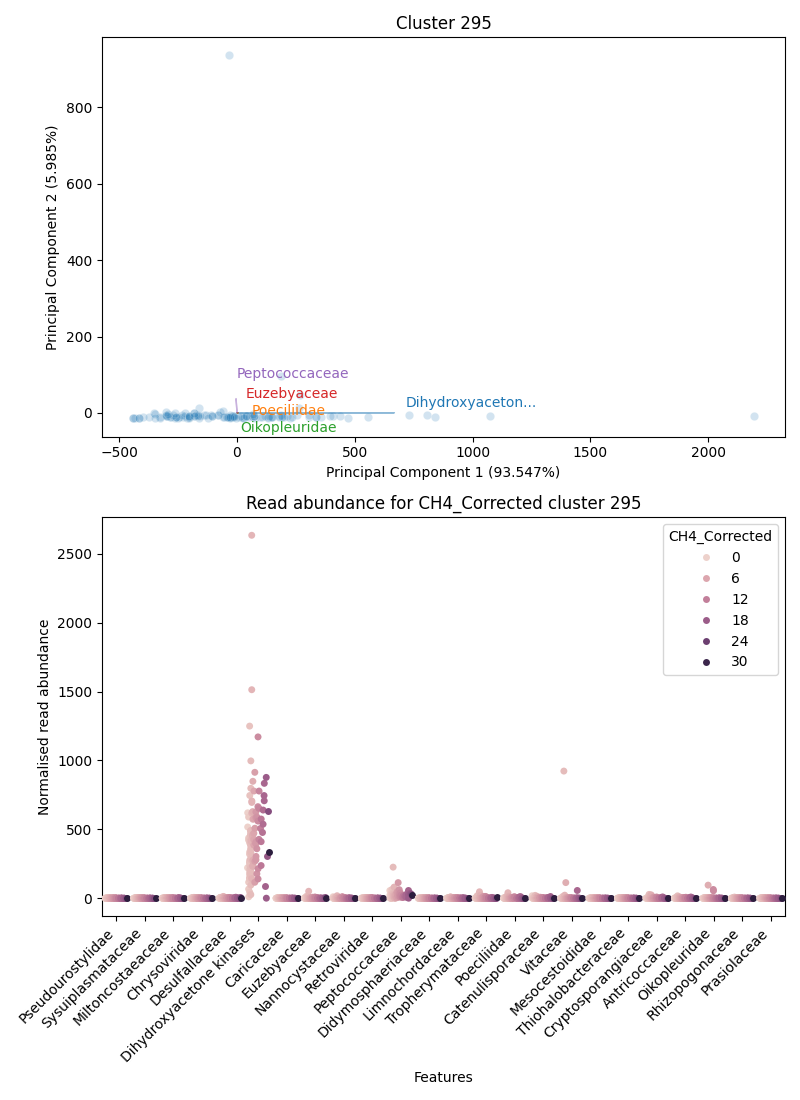 Cluster 295
800
600
400
200
0
Principal Component 2 (5.985%)
Peptococcaceae
Euzebyaceae
Dihydroxyaceton...
Poeciliidae
Oikopleuridae
−500
0
500
1000
1500
2000
Principal Component 1 (93.547%)
Read abundance for CH4_Corrected cluster 295
2500
2000
1500
1000
500
0
Normalised read abundance
CH4_Corrected
0
6
12
18
24
30
Pseudourostylidae
Sysuiplasmataceae
Miltoncostaeaceae
Chrysoviridae
Desulfallaceae
Dihydroxyacetone kinases
Caricaceae
Euzebyaceae
Nannocystaceae
Retroviridae
Peptococcaceae
Didymosphaeriaceae
Limnochordaceae
Tropherymataceae
Poeciliidae
Catenulisporaceae
Vitaceae
Mesocestoididae
Thiohalobacteraceae
Cryptosporangiaceae
Antricoccaceae
Oikopleuridae
Rhizopogonaceae
Prasiolaceae
Features